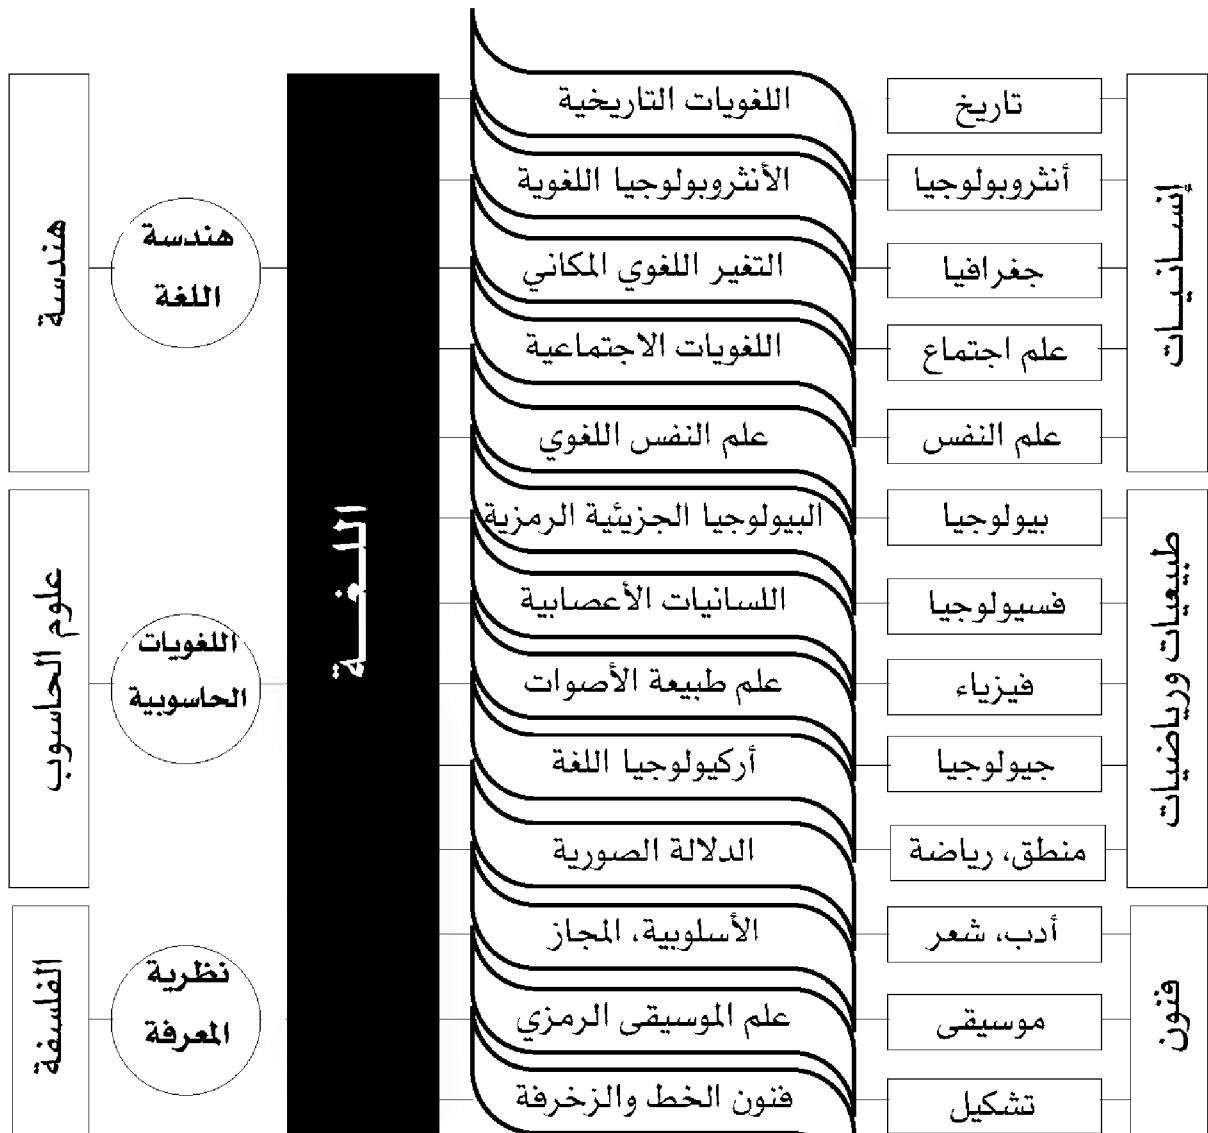 إنسـانيـات
تاريخ
اللغويات التاريخية
أنثروبولوجيا
الأنثروبولوجيا اللغوية
جغرافيا
التغير اللغوي المكاني
علم اجتماع
اللغويات الاجتماعية
علم النفس
علم النفس اللغوي
طبيعيات ورياضيات
بيولوجيا
البيولوجيا الجزيئية الرمزية
فسيولوجيا
اللسانيات الأعصابية
فيزياء
علم طبيعة الأصوات
جيولوجيا
أركيولوجيا اللغة
منطق، رياضة
الدلالة الصورية
فنون
أدب، شعر
الأسلوبية، المجاز
موسيقى
علم الموسيقى الرمزي
تشكيل
فنون الخط والزخرفة
اللـغــة
هندسة
اللغة
هندسة
اللغويات
الحاسوبية
علوم الحاسوب
نظرية
المعرفة
الفلسفة